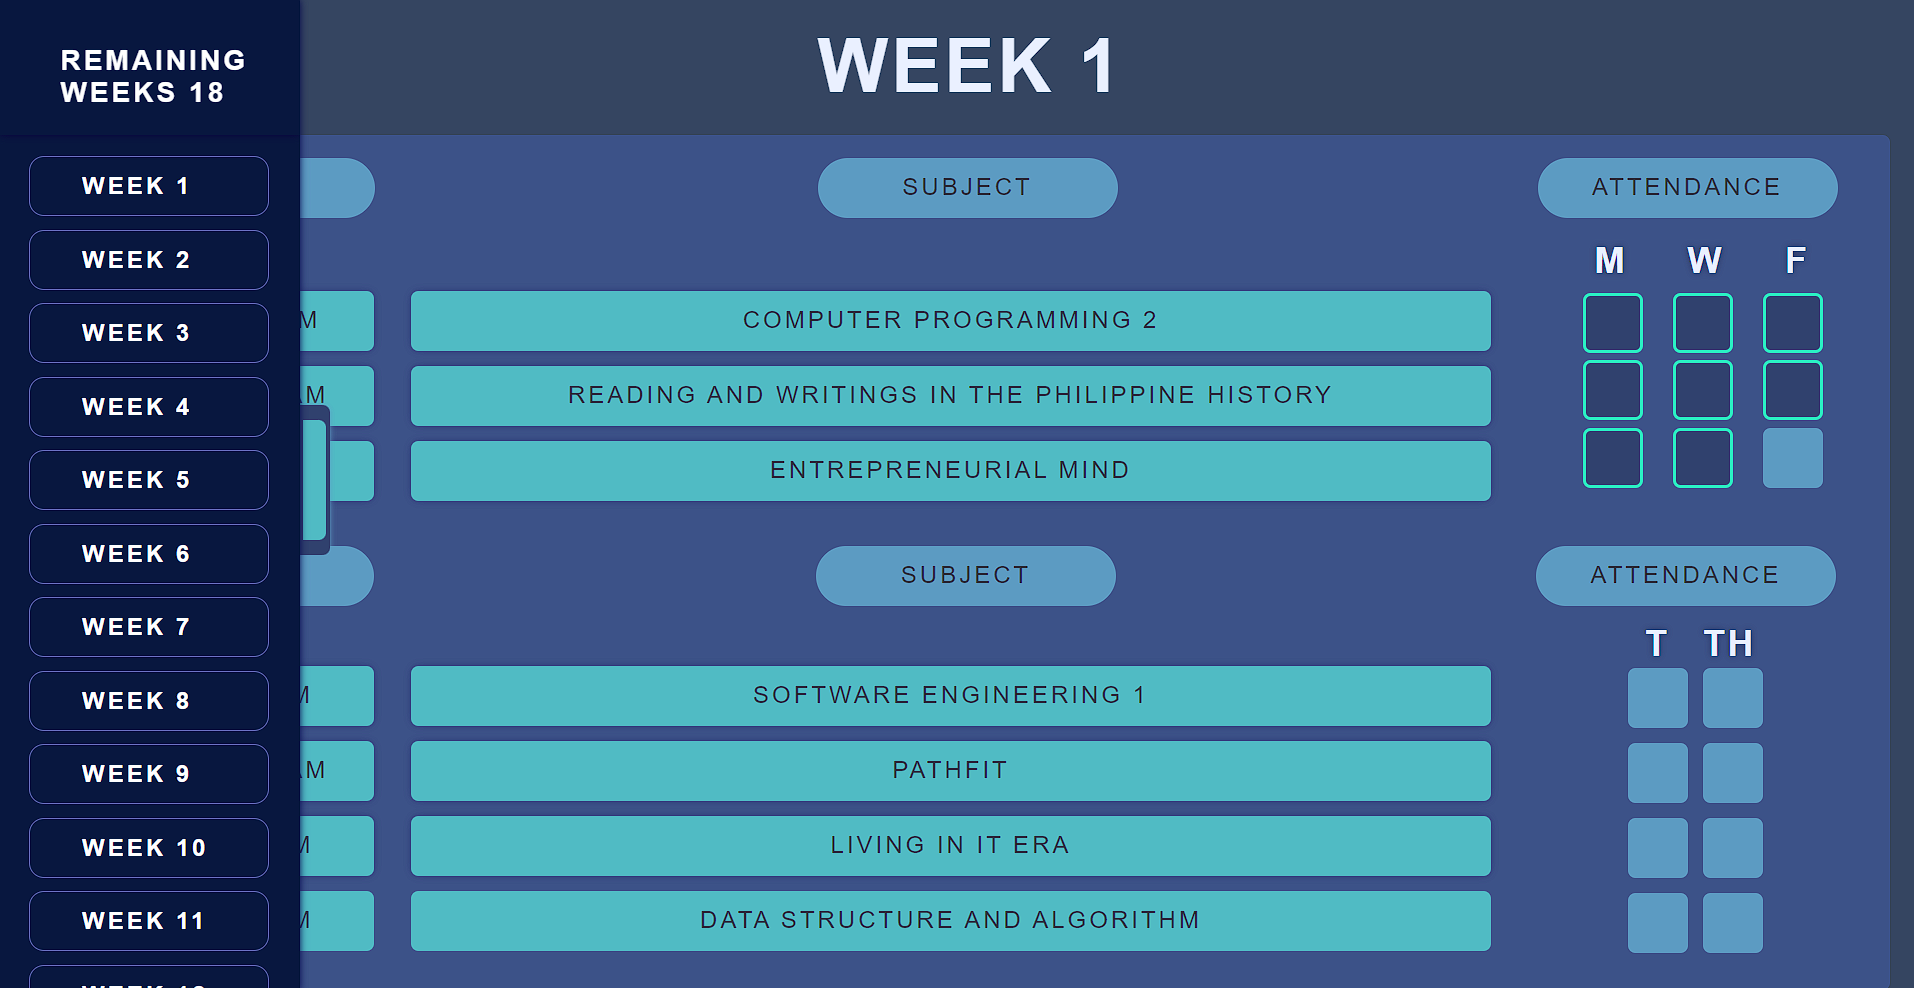 REMAINING
WEEKS 18
WEEK 1
WEEK 2
WEEK 3
WEEK 4
WEEK 5
WEEK 6
WEEK 7
WEEK 8
WEEK 9
WEEK 10
WEEK 11
WEEK 1
SUBJECT
ATTENDANCE
M W F
M
COMPUTER PROGRAMMING 2
AM
READING AND WRITINGS IN THE PHILIPPINE HISTORY
ENTREPRENEURIAL MIND
SUBJECT
ATTENDANCE
T TH
M
SOFTWARE ENGINEERING 1
AM
PATHFIT
M
LIVING IN IT ERA
M
DATA STRUCTURE AND ALGORITHM